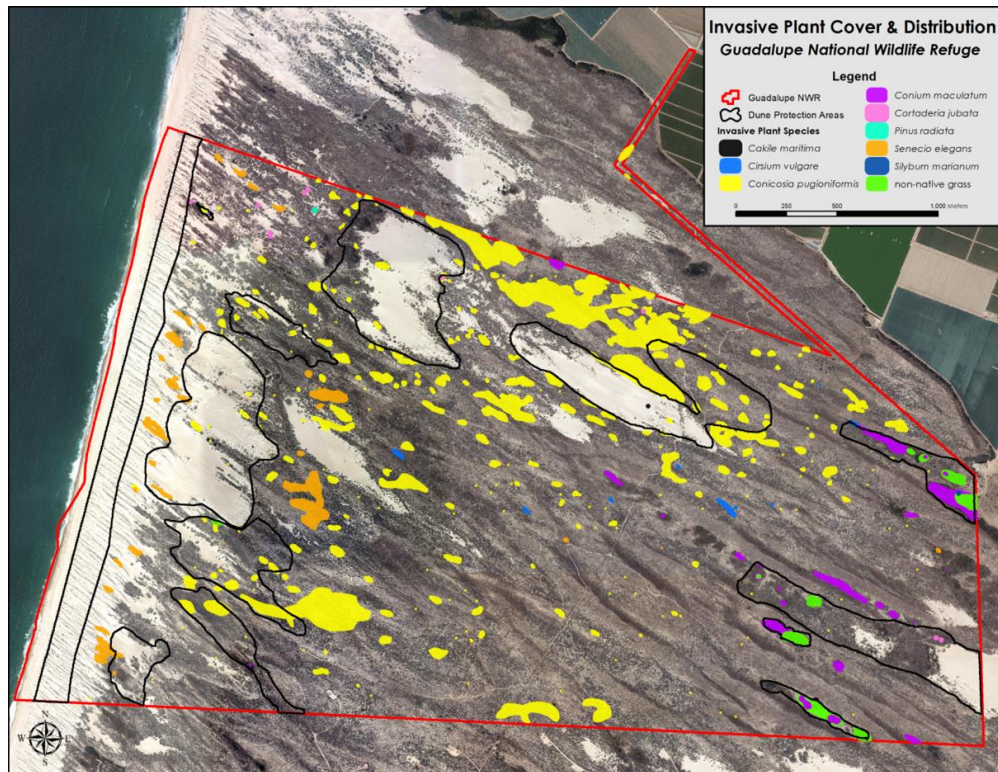 Invasive Plant Cover & Distribution
Guadalupe National Wildlife Refuge
Legend
Guadalupe NWR
Dune Protection Areas
Invasive Plant Species
Cakile maritima
Cirsium vulgare
Conicosia pugioniformis
Conium maculatum
Cortaderia jubata
Pinus radiata
Senecio elegans
Silybum marianum
non-native grass
0 250 500 1,000 Meters
N
W E
S